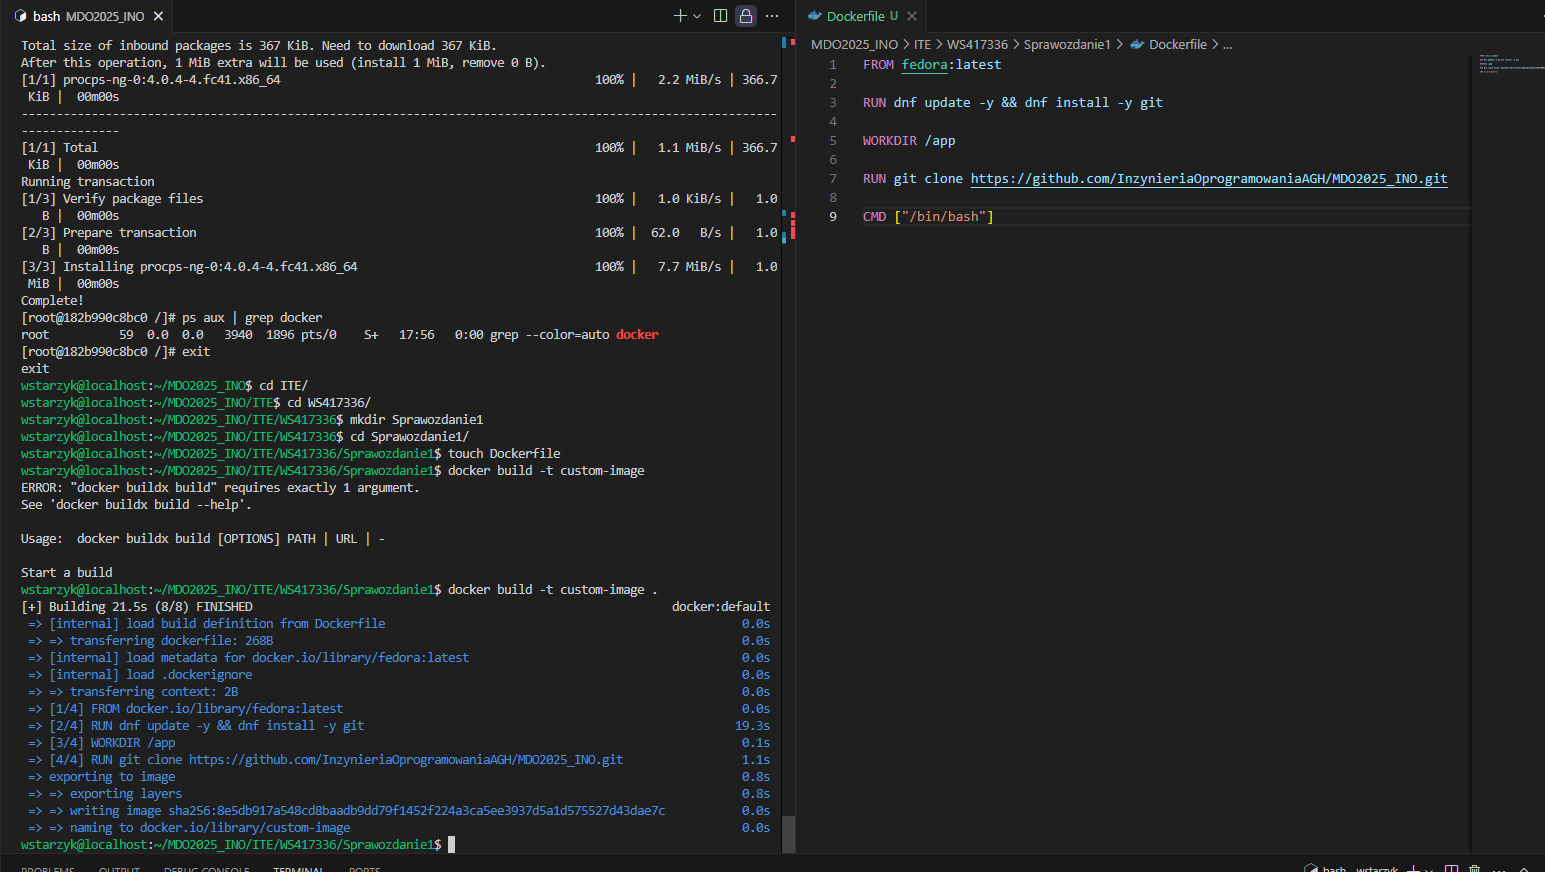 bash MDO2025_INO
Total size of inbound packages is 367 KiB. Need to download 367 KiB.
After this operation, 1 MiB extra will be used (install 1 MiB, remove 0 B).
[1/1] procps-ng-0:4.0.4-4.fc41.x86_64 100% | 2.2 MiB/s | 366.7
KiB | 00m00s
------------------------------------------------------------------------------------------------------------
--------------
[1/1] Total 100% | 1.1 MiB/s | 366.7
KiB | 00m00s
Running transaction
[1/3] Verify package files 100% | 1.0 KiB/s | 1.0
B | 00m00s
[2/3] Prepare transaction 100% | 62.0 B/s | 1.0
B | 00m00s
[3/3] Installing procps-ng-0:4.0.4-4.fc41.x86_64 100% | 7.7 MiB/s | 1.0
MiB | 00m00s
Complete!
[root@182b990c8bc0 /]# ps aux | grep docker
root 59 0.0 0.0 3940 1896 pts/0 S+ 17:56 0:00 grep --color=auto docker
[root@182b990c8bc0 /]# exit
exit
wstarzyk@localhost:~/MDO2025_INO$ cd ITE/
wstarzyk@localhost:~/MDO2025_INO/ITE$ cd WS417336/
wstarzyk@localhost:~/MDO2025_INO/ITE/WS417336$ mkdir Sprawozdanie1
wstarzyk@localhost:~/MDO2025_INO/ITE/WS417336$ cd Sprawozdanie1/
wstarzyk@localhost:~/MDO2025_INO/ITE/WS417336/Sprawozdanie1$ touch Dockerfile
wstarzyk@localhost:~/MDO2025_INO/ITE/WS417336/Sprawozdanie1$ docker build -t custom-image
ERROR: "docker buildx build" requires exactly 1 argument.
See 'docker buildx build --help'.
Usage: docker buildx build [OPTIONS] PATH | URL | -
Start a build
wstarzyk@localhost:~/MDO2025_INO/ITE/WS417336/Sprawozdanie1$ docker build -t custom-image .
[+] Building 21.5s (8/8) FINISHED docker:default
=> [internal] load build definition from Dockerfile 0.0s
=> => transferring dockerfile: 268B 0.0s
=> [internal] load metadata for docker.io/library/fedora:latest 0.0s
=> [internal] load .dockerignore 0.0s
=> => transferring context: 2B 0.0s
=> [1/4] FROM docker.io/library/fedora:latest 0.0s
=> [2/4] RUN dnf update -y && dnf install -y git 19.3s
=> [3/4] WORKDIR /app 0.1s
=> [4/4] RUN git clone https://github.com/InzynieriaOprogramowaniaAGH/MDO2025_INO.git 1.1s
=> exporting to image 0.8s
=> => exporting layers 0.8s
=> => writing image sha256:8e5db917a548cd8baadb9dd79f1452f224a3ca5ee3937d5a1d575527d43dae7c 0.0s
=> => naming to docker.io/library/custom-image 0.0s
wstarzyk@localhost:~/MDO2025_INO/ITE/WS417336/Sprawozdanie1$
PROBLEMS OUTPUT DEBUG CONSOLE TERMINAL PORTS
Dockerfile U
MDO2025_INO > ITE > WS417336 > Sprawozdanie1 > Dockerfile > ...
1 FROM fedora:latest
2
3 RUN dnf update -y && dnf install -y git
4
5 WORKDIR /app
6
7 RUN git clone https://github.com/InzynieriaOprogramowaniaAGH/MDO2025_INO.git
8
9 CMD ["/bin/bash"]
bash - wstarzyk